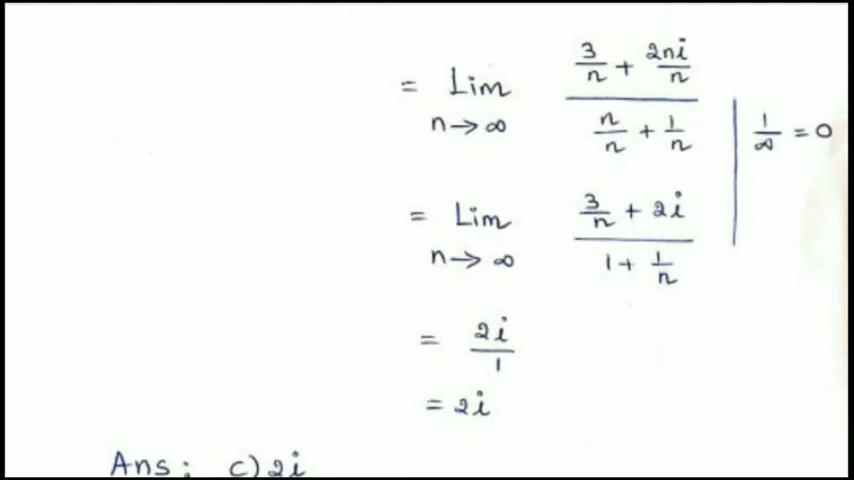 = Lim n→∞ (3/n + 2ni/n) / (n/n + 1/n) | 1/∞ = 0
= Lim n→∞ (3/n + 2i) / (1 + 1/n)
= 2i/1
= 2i
Ans: c) 2i